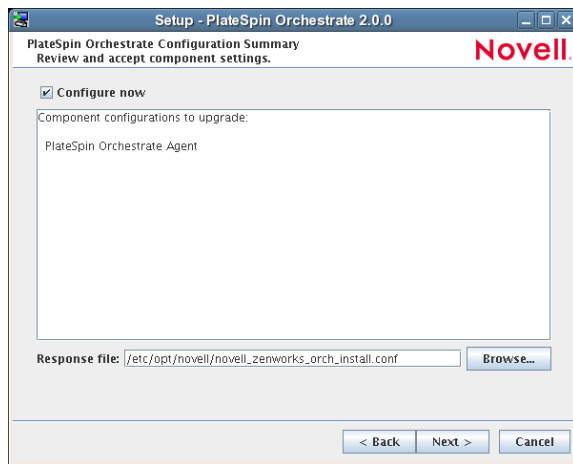 Setup - PlateSpin Orchestrate 2.0.0
PlateSpin Orchestrate Configuration Summary
Review and accept component settings.
Novell.
Configure now
Component configurations to upgrade:
PlateSpin Orchestrate Agent
Response file: /etc/opt/novell/novell_zenworks_orch_install.conf Browse...
< Back Next > Cancel